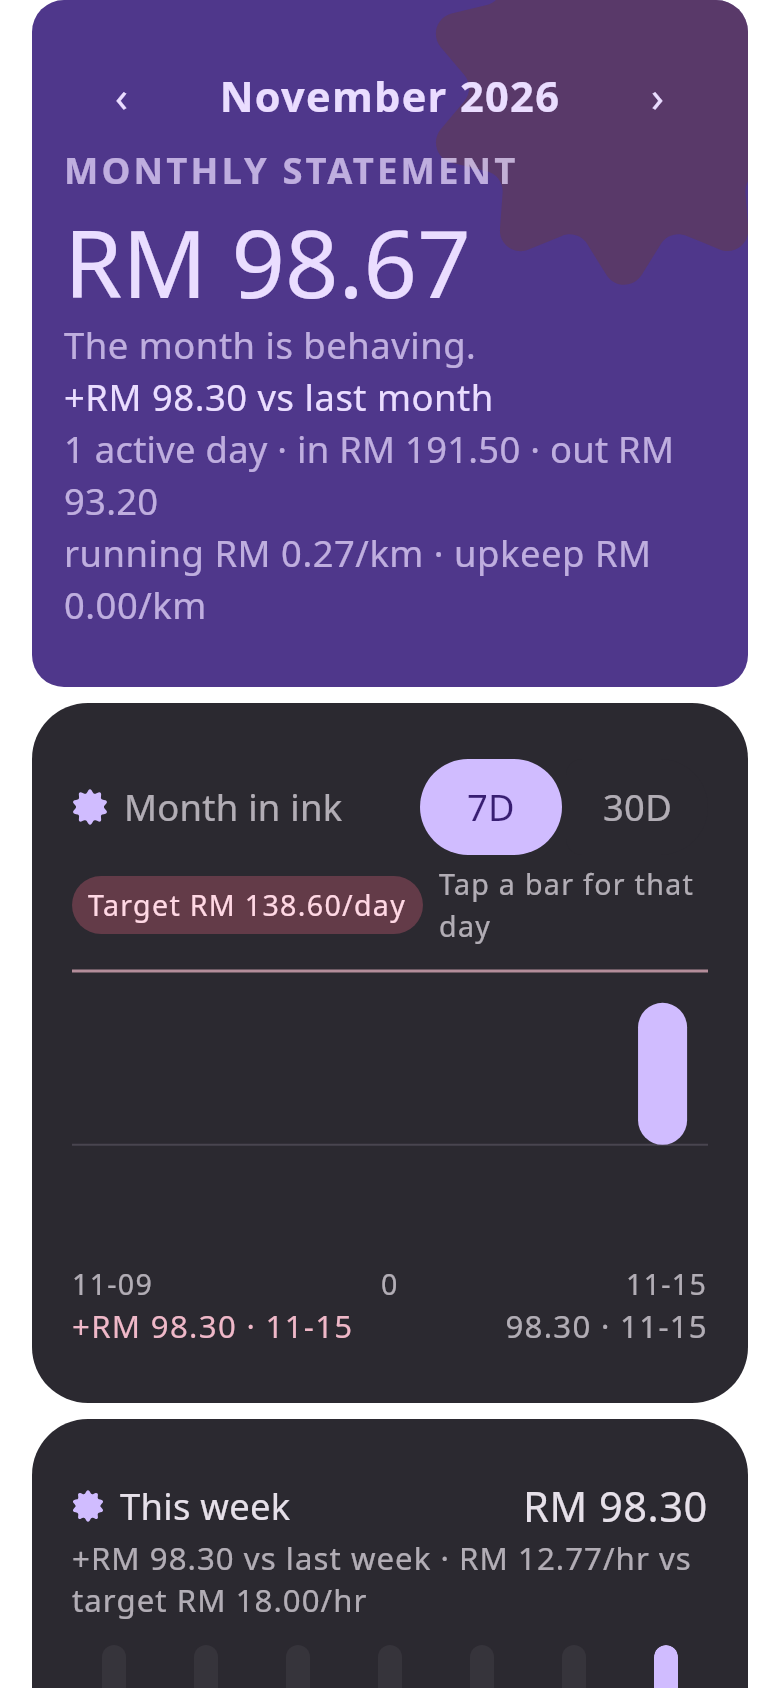 ‹ November 2026 ›
MONTHLY STATEMENT
RM 98.67
The month is behaving.
+RM 98.30 vs last month
1 active day · in RM 191.50 · out RM
93.20
running RM 0.27/km · upkeep RM
0.00/km
Month in ink 7D 30D
Target RM 138.60/day
Tap a bar for that
day
11-09 0 11-15
+RM 98.30 · 11-15 98.30 · 11-15
This week RM 98.30
+RM 98.30 vs last week · RM 12.77/hr vs
target RM 18.00/hr